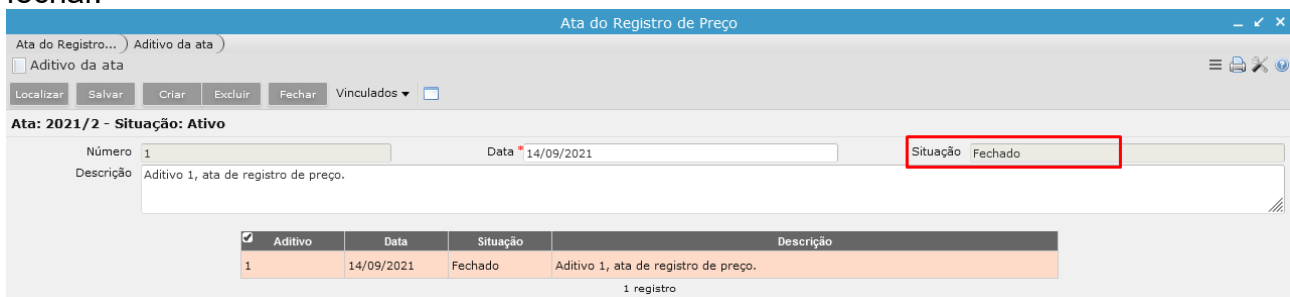 fechar.
Ata do Registro de Preço
Ata do Registro... Aditivo da ata
Aditivo da ata
Localizar Salvar Criar Excluir Fechar Vinculados
Ata: 2021/2 - Situação: Ativo
Número 1 Data * 14/09/2021 Situação Fechado
Descrição Aditivo 1, ata de registro de preço.
Aditivo Data Situação Descrição
1 14/09/2021 Fechado Aditivo 1, ata de registro de preço.
1 registro